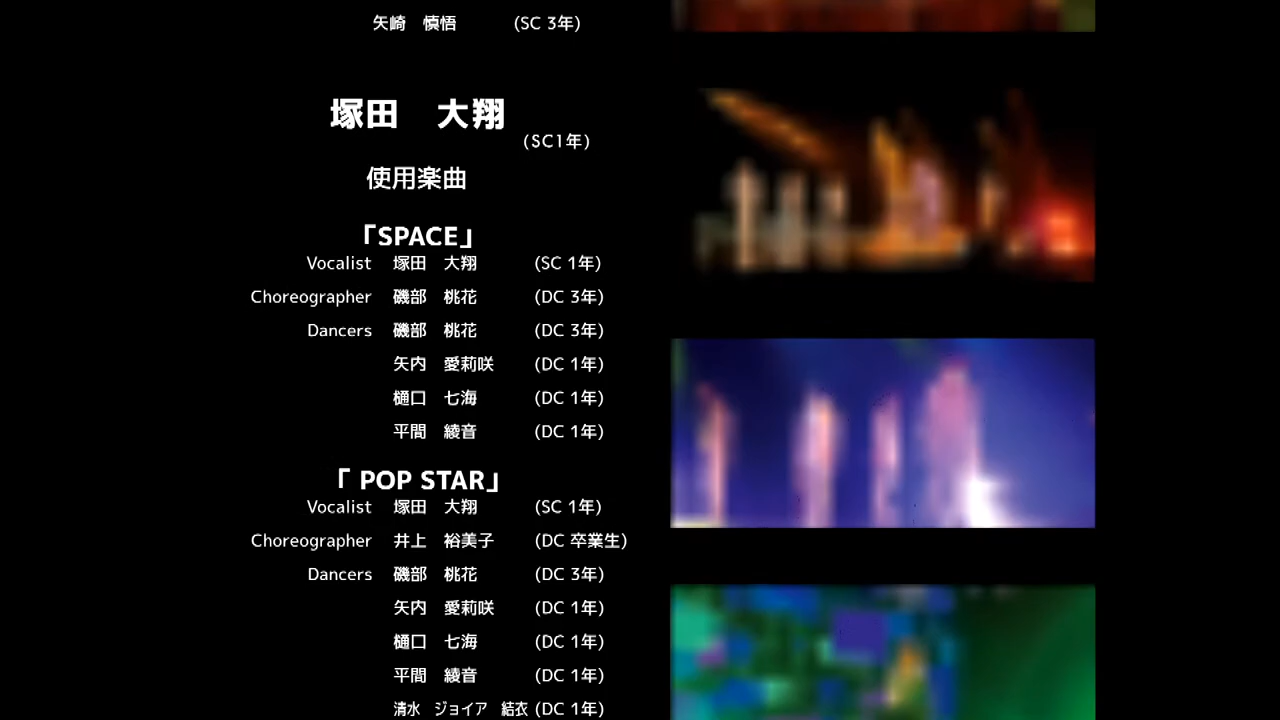 矢崎　慎悟　(SC 3年)
塚田　大翔
(SC1年)
使用楽曲
「SPACE」
Vocalist 塚田　大翔 (SC 1年)
Choreographer 磯部　桃花 (DC 3年)
Dancers 磯部　桃花 (DC 3年)
矢内　愛莉咲 (DC 1年)
樋口　七海 (DC 1年)
平間　綾音 (DC 1年)
「 POP STAR」
Vocalist 塚田　大翔 (SC 1年)
Choreographer 井上　裕美子 (DC 卒業生)
Dancers 磯部　桃花 (DC 3年)
矢内　愛莉咲 (DC 1年)
樋口　七海 (DC 1年)
平間　綾音 (DC 1年)
清水　ジョイア　結衣 (DC 1年)